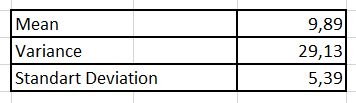 Mean 9,89
Variance 29,13
Standart Deviation 5,39